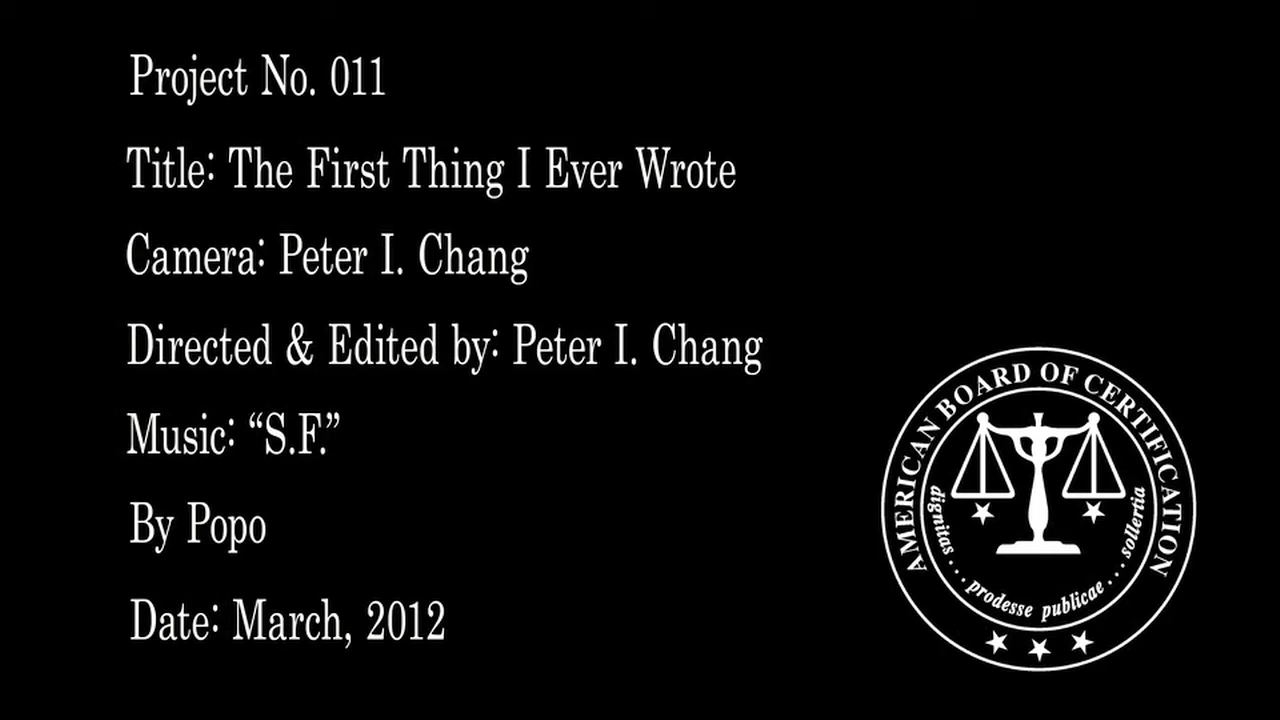 Project No. 011
Title: The First Thing I Ever Wrote
Camera: Peter I. Chang
Directed & Edited by: Peter I. Chang
Music: “S.F.”
By Popo
Date: March, 2012
AMERICAN BOARD OF CERTIFICATION
dignitas . . . prodesse publicae . . . sollertia